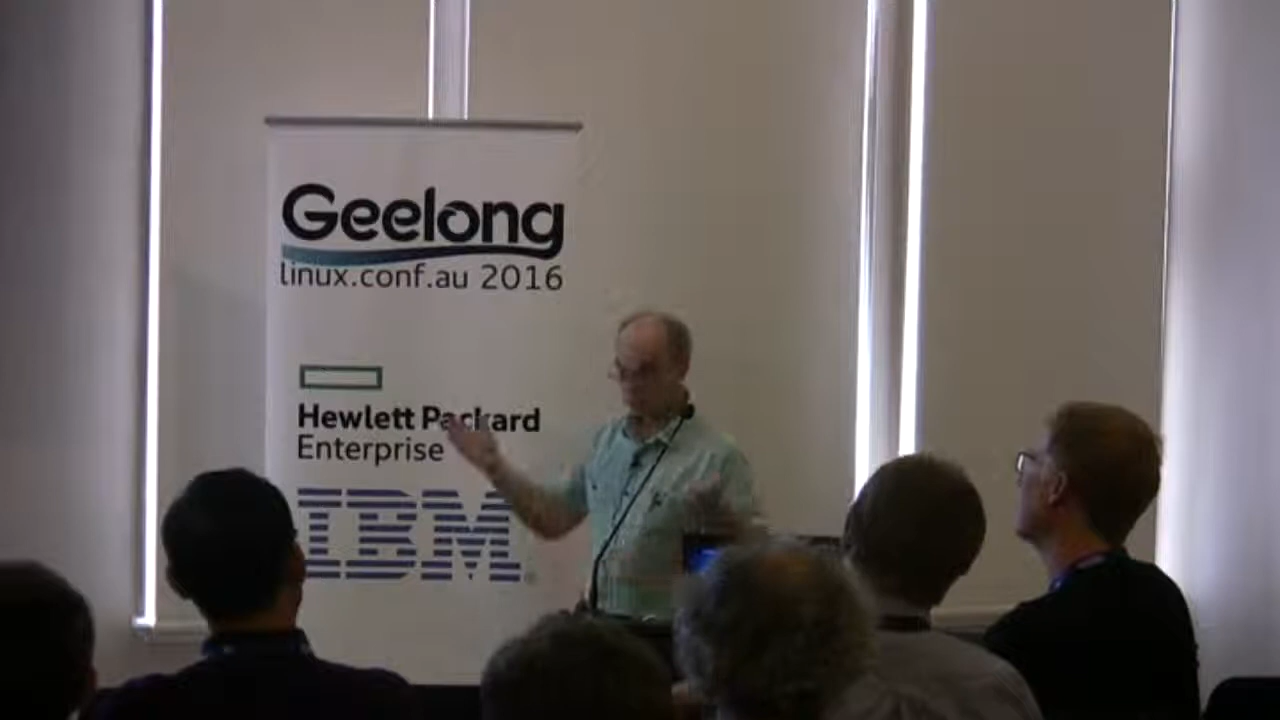 Geelong
linux.conf.au 2016
Hewlett Packard
Enterprise
IBM®